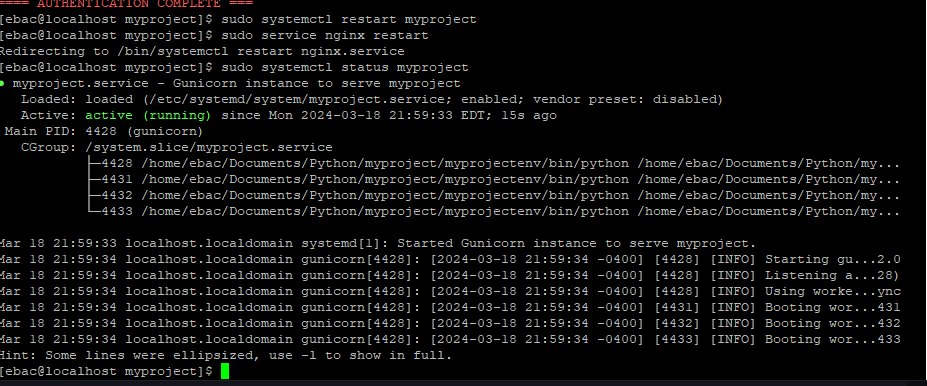 ==== AUTHENTICATION COMPLETE ===
[ebac@localhost myproject]$ sudo systemctl restart myproject
[ebac@localhost myproject]$ sudo service nginx restart
Redirecting to /bin/systemctl restart nginx.service
[ebac@localhost myproject]$ sudo systemctl status myproject
● myproject.service - Gunicorn instance to serve myproject
Loaded: loaded (/etc/systemd/system/myproject.service; enabled; vendor preset: disabled)
Active: active (running) since Mon 2024-03-18 21:59:33 EDT; 15s ago
Main PID: 4428 (gunicorn)
CGroup: /system.slice/myproject.service
├─4428 /home/ebac/Documents/Python/myproject/myprojectenv/bin/python /home/ebac/Documents/Python/my...
├─4431 /home/ebac/Documents/Python/myproject/myprojectenv/bin/python /home/ebac/Documents/Python/my...
├─4432 /home/ebac/Documents/Python/myproject/myprojectenv/bin/python /home/ebac/Documents/Python/my...
└─4433 /home/ebac/Documents/Python/myproject/myprojectenv/bin/python /home/ebac/Documents/Python/my...
Mar 18 21:59:33 localhost.localdomain systemd[1]: Started Gunicorn instance to serve myproject.
Mar 18 21:59:34 localhost.localdomain gunicorn[4428]: [2024-03-18 21:59:34 -0400] [4428] [INFO] Starting gu...2.0
Mar 18 21:59:34 localhost.localdomain gunicorn[4428]: [2024-03-18 21:59:34 -0400] [4428] [INFO] Listening a...28)
Mar 18 21:59:34 localhost.localdomain gunicorn[4428]: [2024-03-18 21:59:34 -0400] [4428] [INFO] Using worke...ync
Mar 18 21:59:34 localhost.localdomain gunicorn[4428]: [2024-03-18 21:59:34 -0400] [4431] [INFO] Booting wor...431
Mar 18 21:59:34 localhost.localdomain gunicorn[4428]: [2024-03-18 21:59:34 -0400] [4432] [INFO] Booting wor...432
Mar 18 21:59:34 localhost.localdomain gunicorn[4428]: [2024-03-18 21:59:34 -0400] [4433] [INFO] Booting wor...433
Hint: Some lines were ellipsized, use -l to show in full.
[ebac@localhost myproject]$